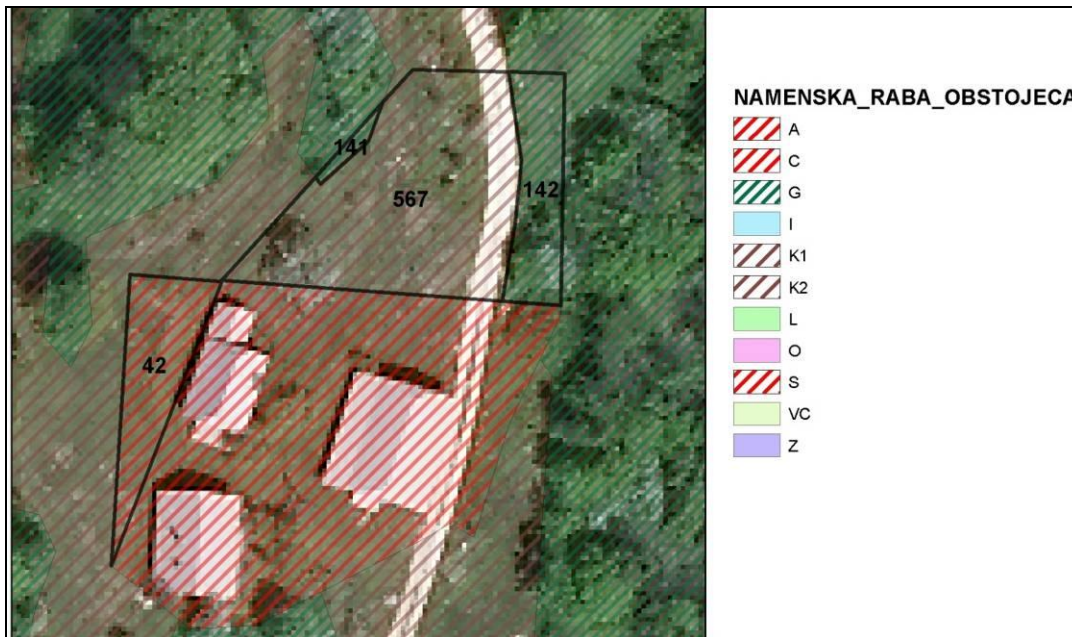 141
567
142
42
NAMENSKA_RABA_OBSTOJECA
A
C
G
I
K1
K2
L
O
S
VC
Z